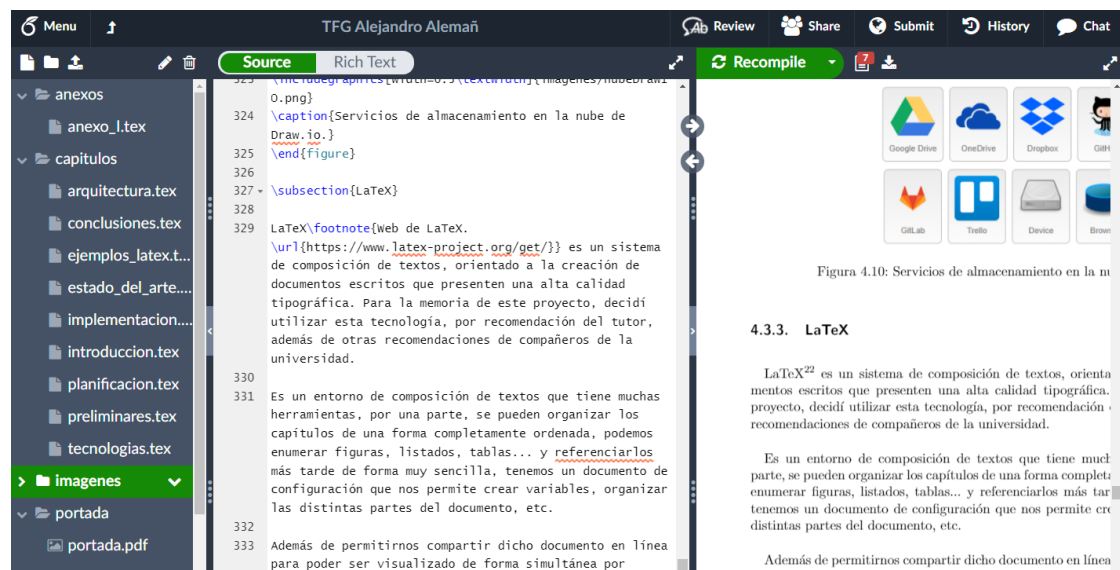 Menu
TFG Alejandro Alemañ
Review
Share
Submit
History
Chat
Source
Rich Text
Recompile
7
anexos
anexo_I.tex
capitulos
arquitectura.tex
conclusiones.tex
ejemplos_latex.t...
estado_del_arte....
implementacion....
introduccion.tex
planificacion.tex
preliminares.tex
tecnologias.tex
imagenes
portada
portada.pdf
O.png}
324 \caption{Servicios de almacenamiento en la nube de
Draw.io.}
325 \end{figure}
326
327 \subsection{LaTeX}
328
329 LaTeX\footnote{Web de LaTeX.
\url{https://www.latex-project.org/get/}} es un sistema
de composición de textos, orientado a la creación de
documentos escritos que presenten una alta calidad
tipográfica. Para la memoria de este proyecto, decidí
utilizar esta tecnología, por recomendación del tutor,
además de otras recomendaciones de compañeros de la
universidad.
330
331 Es un entorno de composición de textos que tiene muchas
herramientas, por una parte, se pueden organizar los
capítulos de una forma completamente ordenada, podemos
enumerar figuras, listados, tablas... y referenciarlos
más tarde de forma muy sencilla, tenemos un documento de
configuración que nos permite crear variables, organizar
las distintas partes del documento, etc.
332
333 Además de permitirnos compartir dicho documento en línea
para poder ser visualizado de forma simultánea por
Google Drive
OneDrive
Dropbox
GitH
GitLab
Trello
Device
Brow
Figura 4.10: Servicios de almacenamiento en la nu
4.3.3. LaTeX
LaTeX22 es un sistema de composición de textos, orienta
mentos escritos que presenten una alta calidad tipográfica.
proyecto, decidí utilizar esta tecnología, por recomendación
recomendaciones de compañeros de la universidad.
Es un entorno de composición de textos que tiene much
parte, se pueden organizar los capítulos de una forma completa
enumerar figuras, listados, tablas... y referenciarlos más tar
tenemos un documento de configuración que nos permite cre
distintas partes del documento, etc.
Además de permitirnos compartir dicho documento en línea